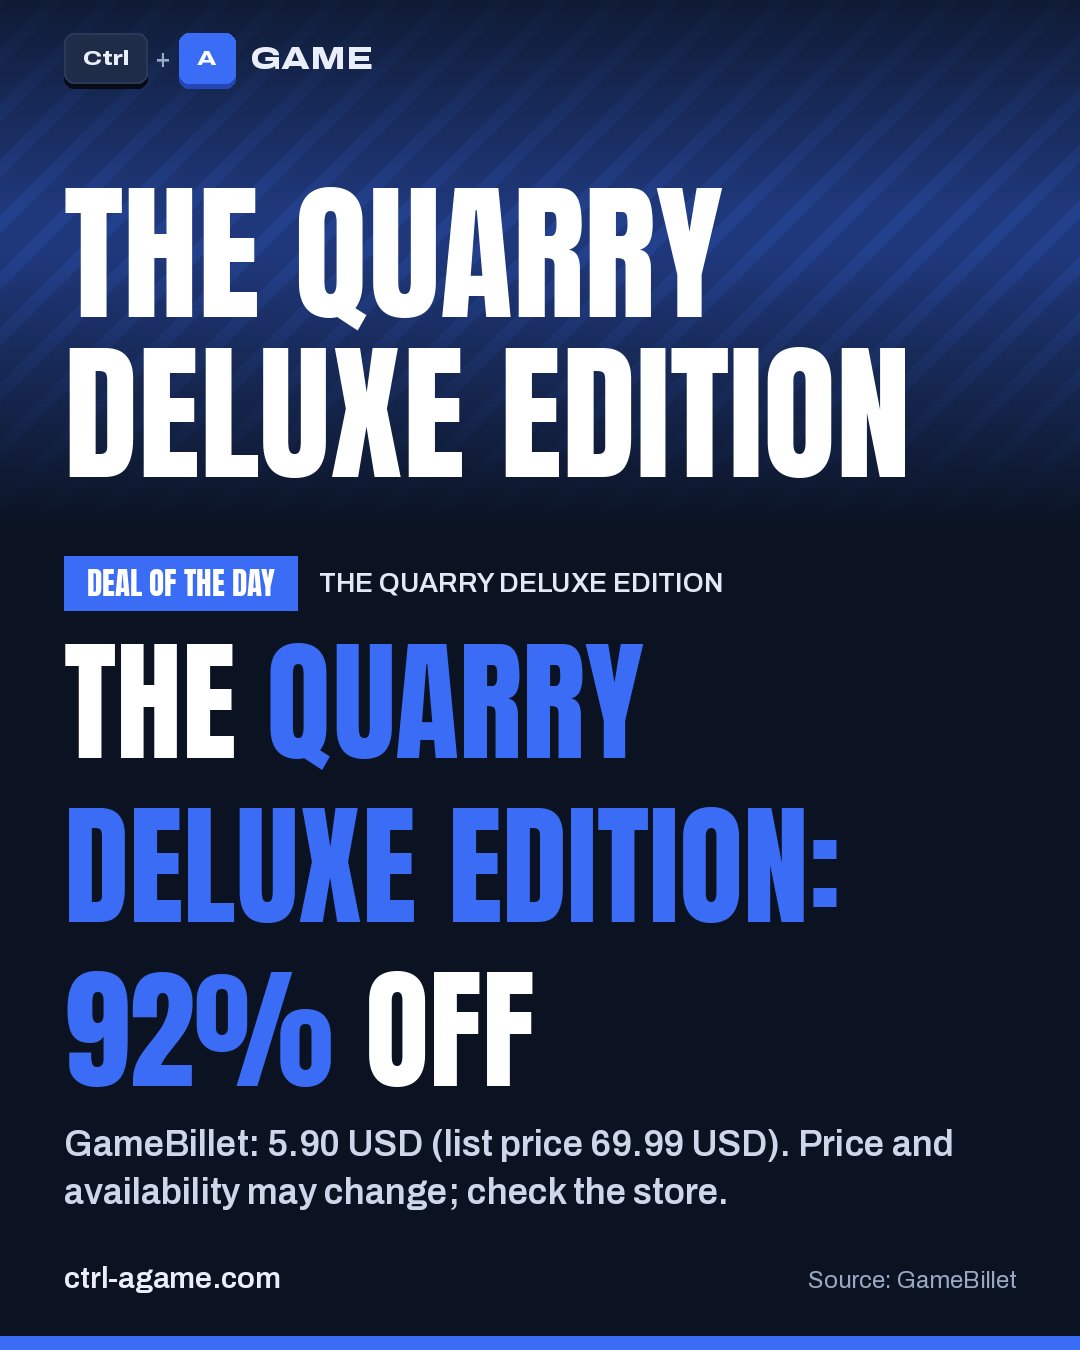 Ctrl + A GAME
THE QUARRY
DELUXE EDITION
DEAL OF THE DAY THE QUARRY DELUXE EDITION
THE QUARRY
DELUXE EDITION:
92% OFF
GameBillet: 5.90 USD (list price 69.99 USD). Price and
availability may change; check the store.
ctrl-agame.com Source: GameBillet